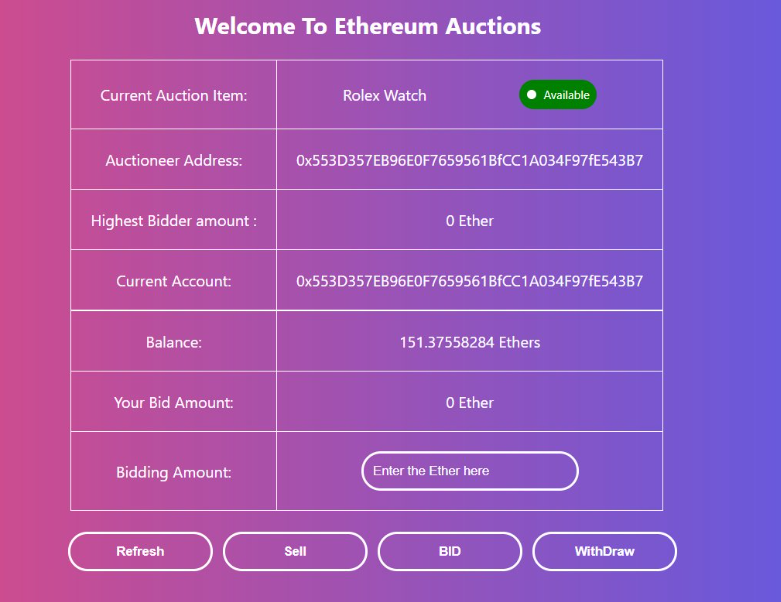 Welcome To Ethereum Auctions
Current Auction Item: Rolex Watch Available
Auctioneer Address: 0x553D357EB96E0F7659561BfCC1A034F97fE543B7
Highest Bidder amount : 0 Ether
Current Account: 0x553D357EB96E0F7659561BfCC1A034F97fE543B7
Balance: 151.37558284 Ethers
Your Bid Amount: 0 Ether
Bidding Amount: Enter the Ether here
Refresh Sell BID WithDraw